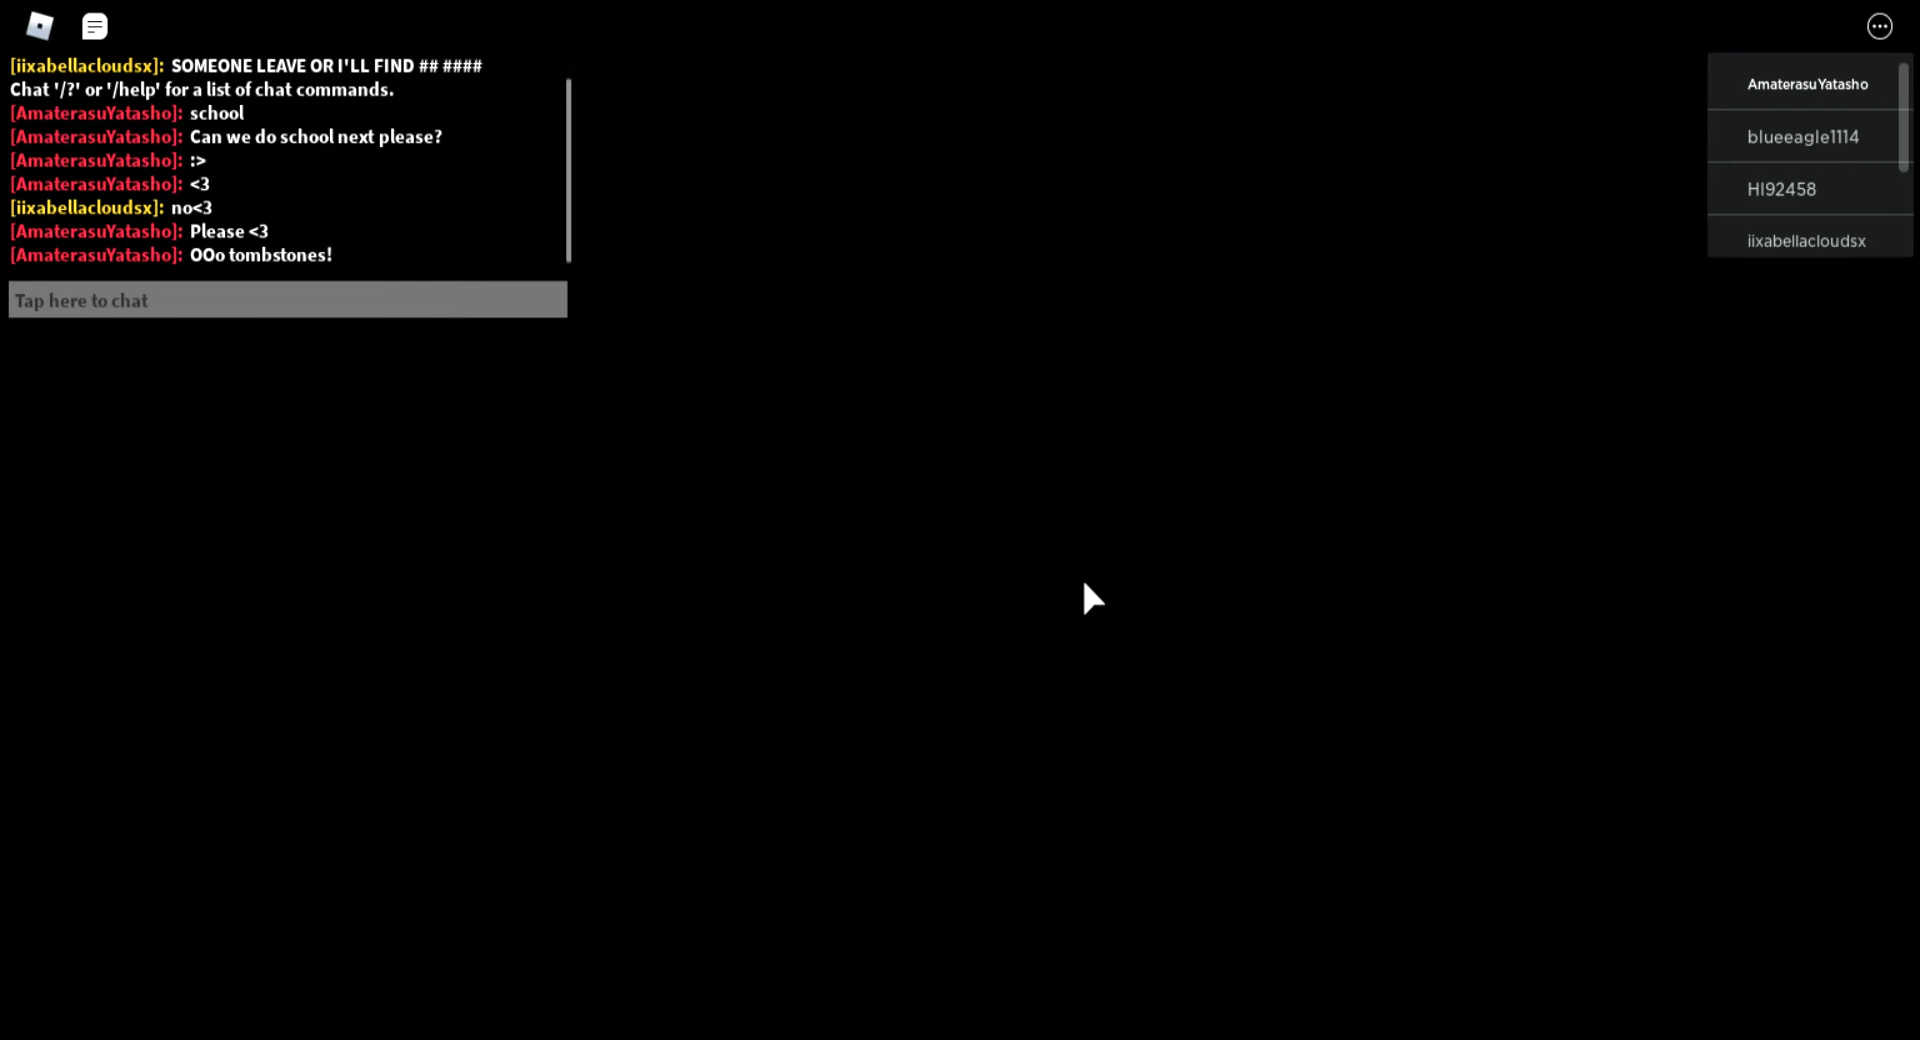 [iixabellacloudsx]: SOMEONE LEAVE OR I'LL FIND ## ####
Chat '/?' or '/help' for a list of chat commands.
[AmaterasuYatasho]: school
[AmaterasuYatasho]: Can we do school next please?
[AmaterasuYatasho]: :>
[AmaterasuYatasho]: <3
[iixabellacloudsx]: no<3
[AmaterasuYatasho]: Please <3
[AmaterasuYatasho]: OOo tombstones!
Tap here to chat
AmaterasuYatasho
blueeagle1114
HI92458
iixabellacloudsx